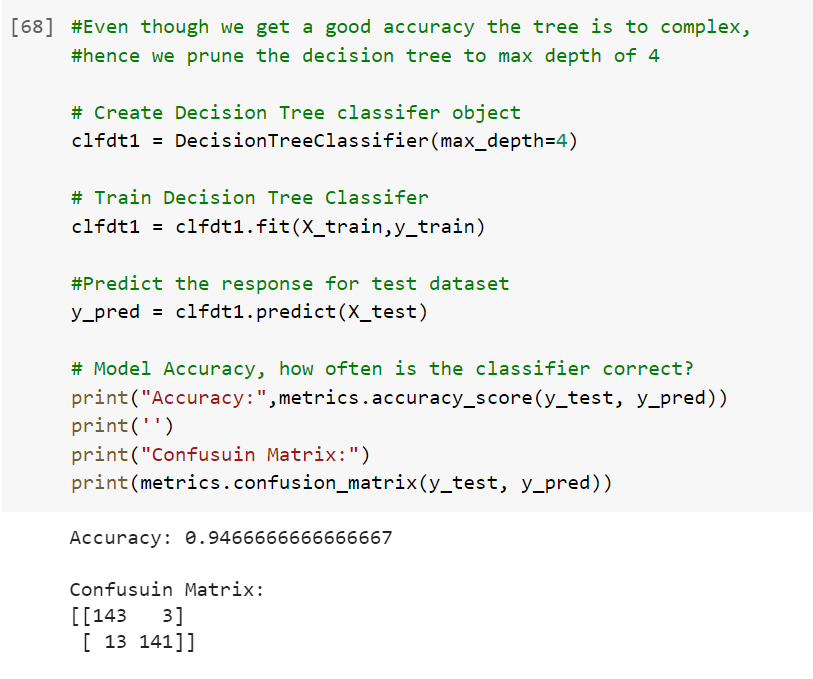 [68] #Even though we get a good accuracy the tree is to complex,
#hence we prune the decision tree to max depth of 4
# Create Decision Tree classifer object
clfdt1 = DecisionTreeClassifier(max_depth=4)
# Train Decision Tree Classifer
clfdt1 = clfdt1.fit(X_train,y_train)
#Predict the response for test dataset
y_pred = clfdt1.predict(X_test)
# Model Accuracy, how often is the classifier correct?
print("Accuracy:",metrics.accuracy_score(y_test, y_pred))
print('')
print("Confusuin Matrix:")
print(metrics.confusion_matrix(y_test, y_pred))
Accuracy: 0.9466666666666667
Confusuin Matrix:
[[143   3]
 [ 13 141]]